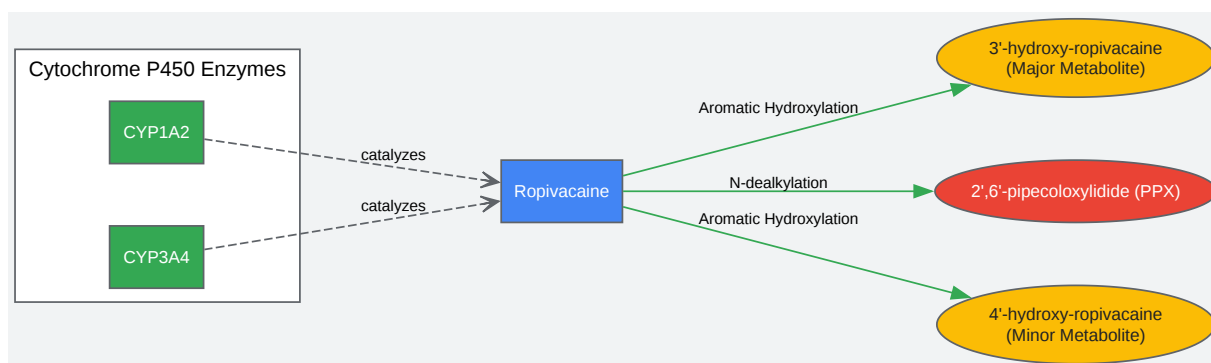 Cytochrome P450 Enzymes
CYP1A2
CYP3A4
catalyzes
catalyzes
Ropivacaine
Aromatic Hydroxylation
N-dealkylation
Aromatic Hydroxylation
3'-hydroxy-ropivacaine
(Major Metabolite)
2',6'-pipecoloxylidide (PPX)
4'-hydroxy-ropivacaine
(Minor Metabolite)